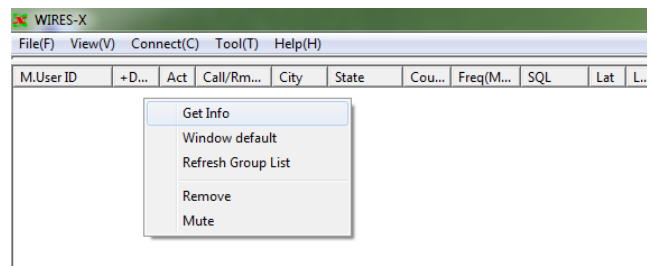 WIRES-X
File(F) View(V) Connect(C) Tool(T) Help(H)
M.User ID +D... Act Call/Rm... City State Cou... Freq(M... SQL Lat L...
Get Info
Window default
Refresh Group List
Remove
Mute